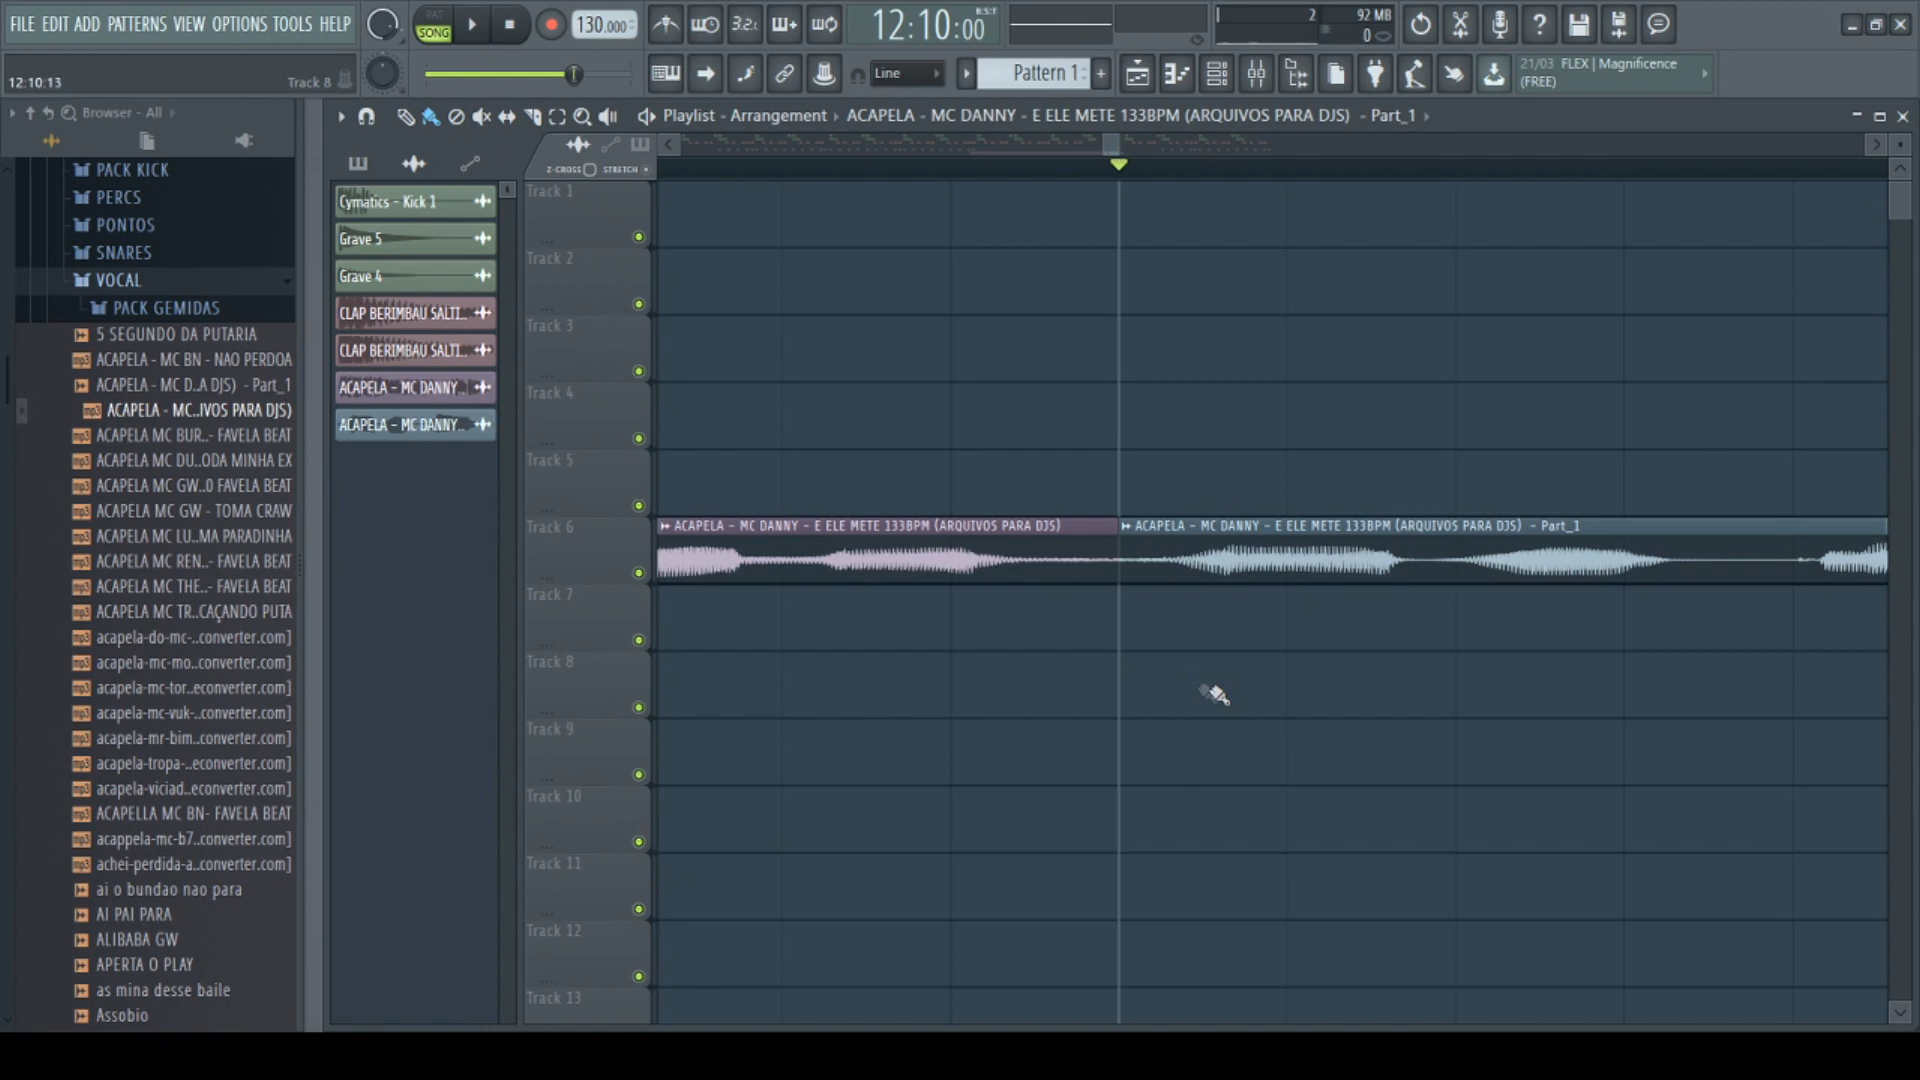 FILE EDIT ADD PATTERNS VIEW OPTIONS TOOLS HELP
PAT
SONG
130.000
3.2.
12:10:00
B:S:T
2
92 MB
0
12:10:13
Track 8
Line
Pattern 1
+
21/03 FLEX | Magnificence
(FREE)
Browser - All
Playlist - Arrangement › ACAPELA - MC DANNY - E ELE METE 133BPM (ARQUIVOS PARA DJS) - Part_1 ›
Z-CROSS
STRETCH
PACK KICK
PERCS
PONTOS
SNARES
VOCAL
PACK GEMIDAS
5 SEGUNDO DA PUTARIA
ACAPELA - MC BN - NAO PERDOA
ACAPELA - MC D..A DJS) - Part_1
ACAPELA - MC..IVOS PARA DJS)
ACAPELA MC BUR..- FAVELA BEAT
ACAPELA MC DU..ODA MINHA EX
ACAPELA MC GW..0 FAVELA BEAT
ACAPELA MC GW - TOMA CRAW
ACAPELA MC LU..MA PARADINHA
ACAPELA MC REN..- FAVELA BEAT
ACAPELA MC THE..- FAVELA BEAT
ACAPELA MC TR..CAÇANDO PUTA
acapela-do-mc-..converter.com]
acapela-mc-mo..converter.com]
acapela-mc-tor..econverter.com]
acapela-mc-vuk-..converter.com]
acapela-mr-bim..converter.com]
acapela-tropa-..econverter.com]
acapela-viciad..econverter.com]
ACAPELLA MC BN- FAVELA BEAT
acappela-mc-b7..converter.com]
achei-perdida-a..converter.com]
ai o bundao nao para
AI PAI PARA
ALIBABA GW
APERTA O PLAY
as mina desse baile
Assobio
Cymatics - Kick 1
Grave 5
Grave 4
CLAP BERIMBAU SALTI..
CLAP BERIMBAU SALTI..
ACAPELA - MC DANNY..
ACAPELA - MC DANNY..
Track 1
Track 2
Track 3
Track 4
Track 5
Track 6
Track 7
Track 8
Track 9
Track 10
Track 11
Track 12
Track 13
ACAPELA - MC DANNY - E ELE METE 133BPM (ARQUIVOS PARA DJS)
ACAPELA - MC DANNY - E ELE METE 133BPM (ARQUIVOS PARA DJS) - Part_1